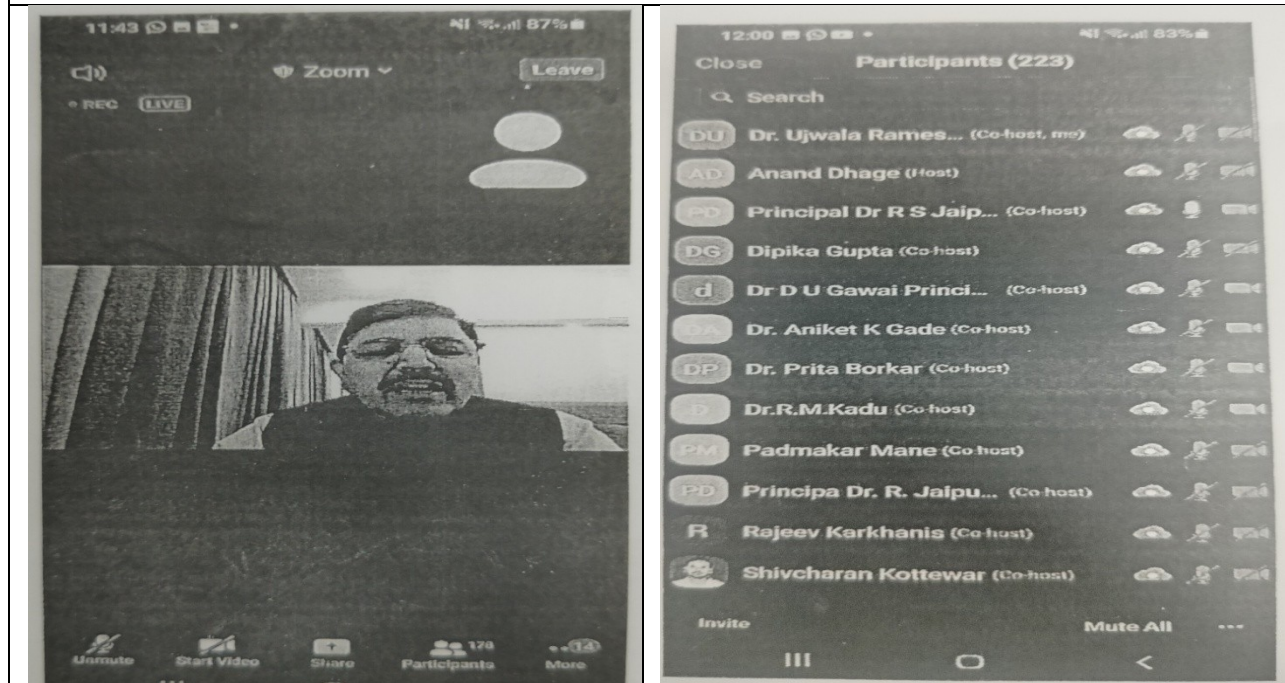 11:43 87%
Zoom Leave
REC LIVE
Unmute Start Video Share Participants 178 More 14
12:00 83%
Close Participants (223)
Search
DU Dr. Ujwala Rames... (Co-host, me)
AD Anand Dhage (Host)
PD Principal Dr R S Jaip... (Co-host)
DG Dipika Gupta (Co-host)
d Dr D U Gawai Princi... (Co-host)
DA Dr. Aniket K Gade (Co-host)
DP Dr. Prita Borkar (Co-host)
D Dr.R.M.Kadu (Co-host)
PM Padmakar Mane (Co-host)
PD Principa Dr. R. Jaipu... (Co-host)
R Rajeev Karkhanis (Co-host)
Shivcharan Kottewar (Co-host)
Invite Mute All ...